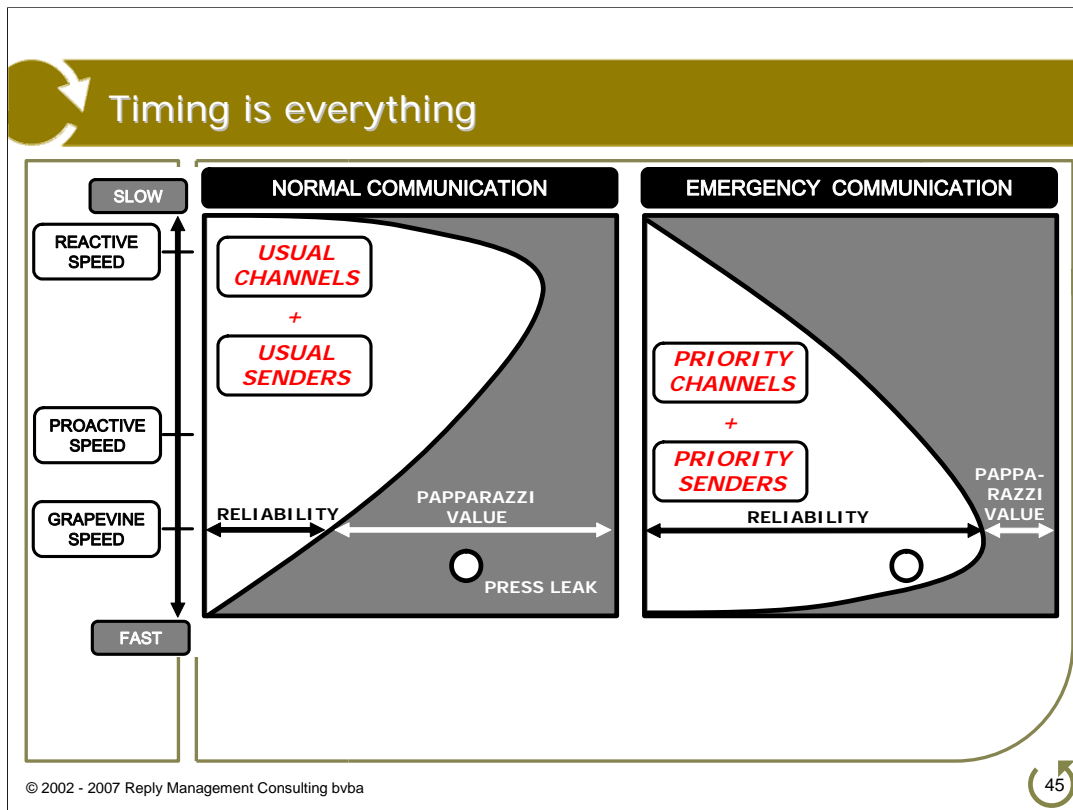 Timing is everything
SLOW
REACTIVE
SPEED
PROACTIVE
SPEED
GRAPEVINE
SPEED
FAST
NORMAL COMMUNICATION
USUAL
CHANNELS
+
USUAL
SENDERS
RELIABILITY
PAPPARAZZI
VALUE
PRESS LEAK
EMERGENCY COMMUNICATION
PRIORITY
CHANNELS
+
PRIORITY
SENDERS
RELIABILITY
PAPPA-
RAZZI
VALUE
© 2002 - 2007 Reply Management Consulting bvba
45